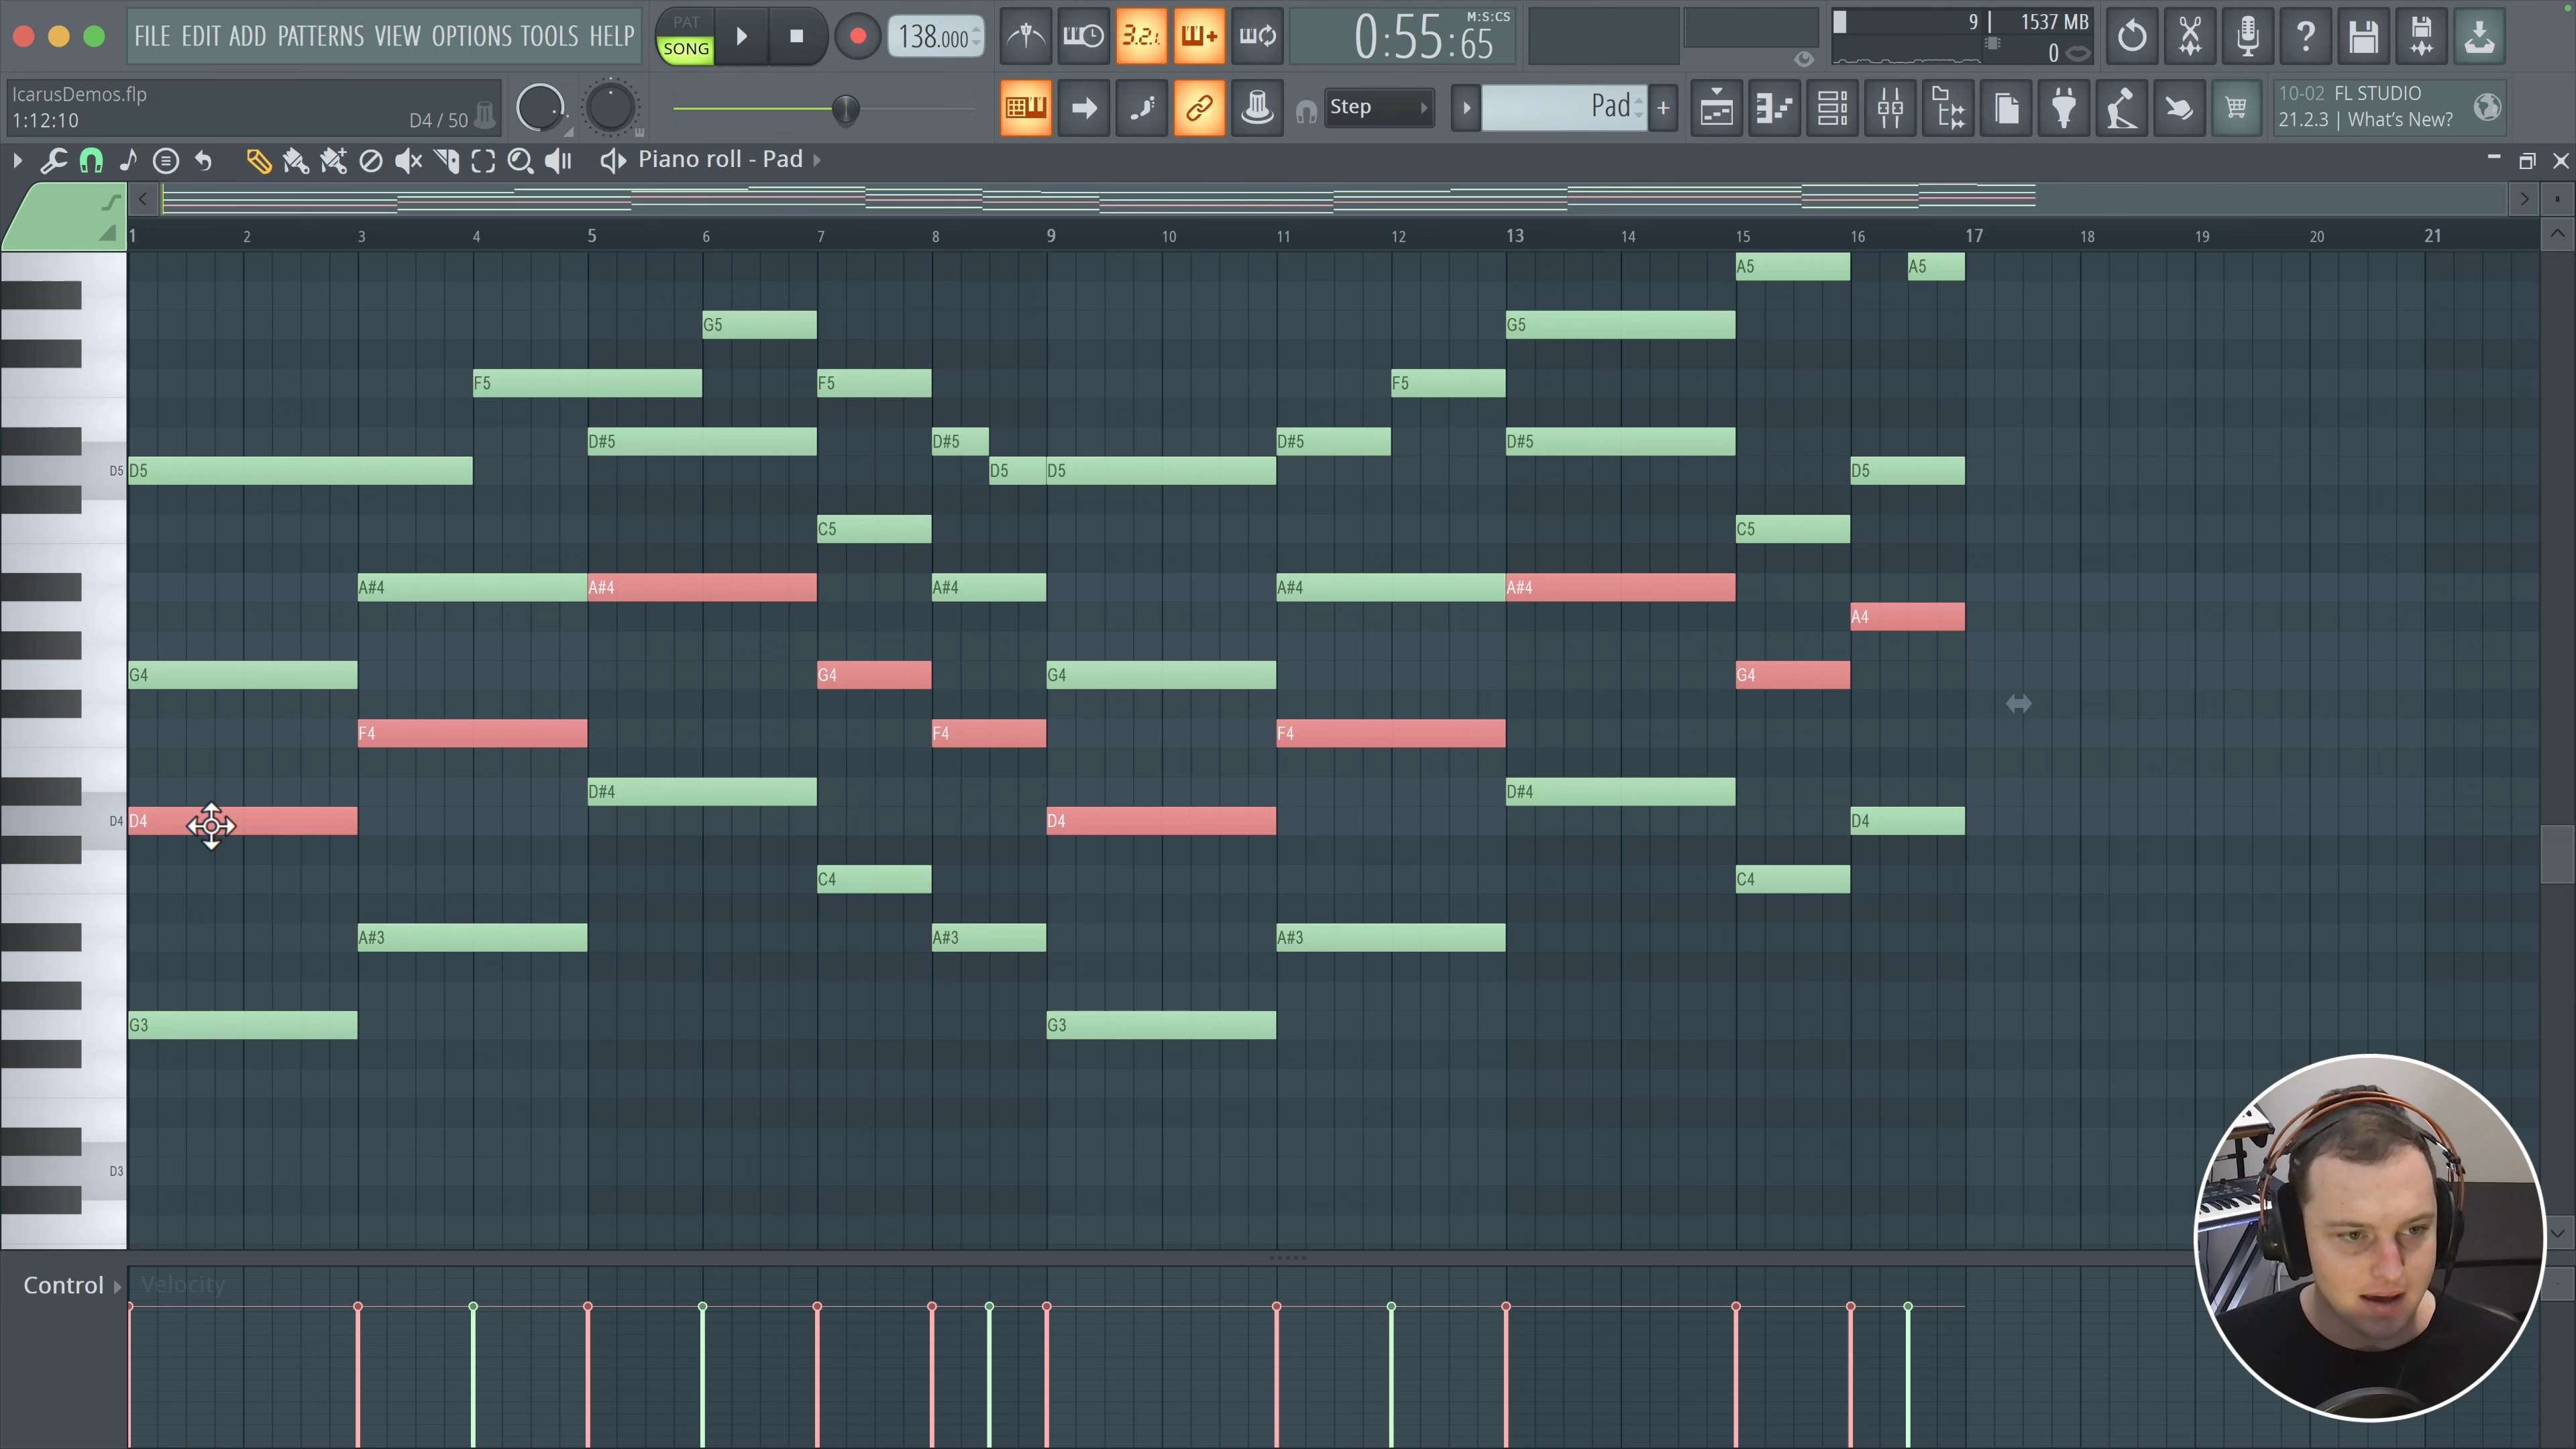 FILE EDIT ADD PATTERNS VIEW OPTIONS TOOLS HELP
PAT
SONG
138.000
3.2.
0:55:65
M:S:CS
9
1537 MB
0
IcarusDemos.flp
1:12:10
D4 / 50
Step
Pad
10-02 FL STUDIO
21.2.3 | What's New?
Piano roll - Pad
1 2 3 4 5 6 7 8 9 10 11 12 13 14 15 16 17 18 19 20 21
A5 A5
G5 G5
F5 F5 F5
D#5 D#5 D#5 D#5
D5 D5 D5 D5 D5
C5 C5
A#4 A#4 A#4 A#4 A#4
A4
G4 G4 G4 G4
F4 F4 F4
D#4 D#4
D4 D4 D4 D4
C4 C4
A#3 A#3 A#3
G3 G3
D3
Control Velocity